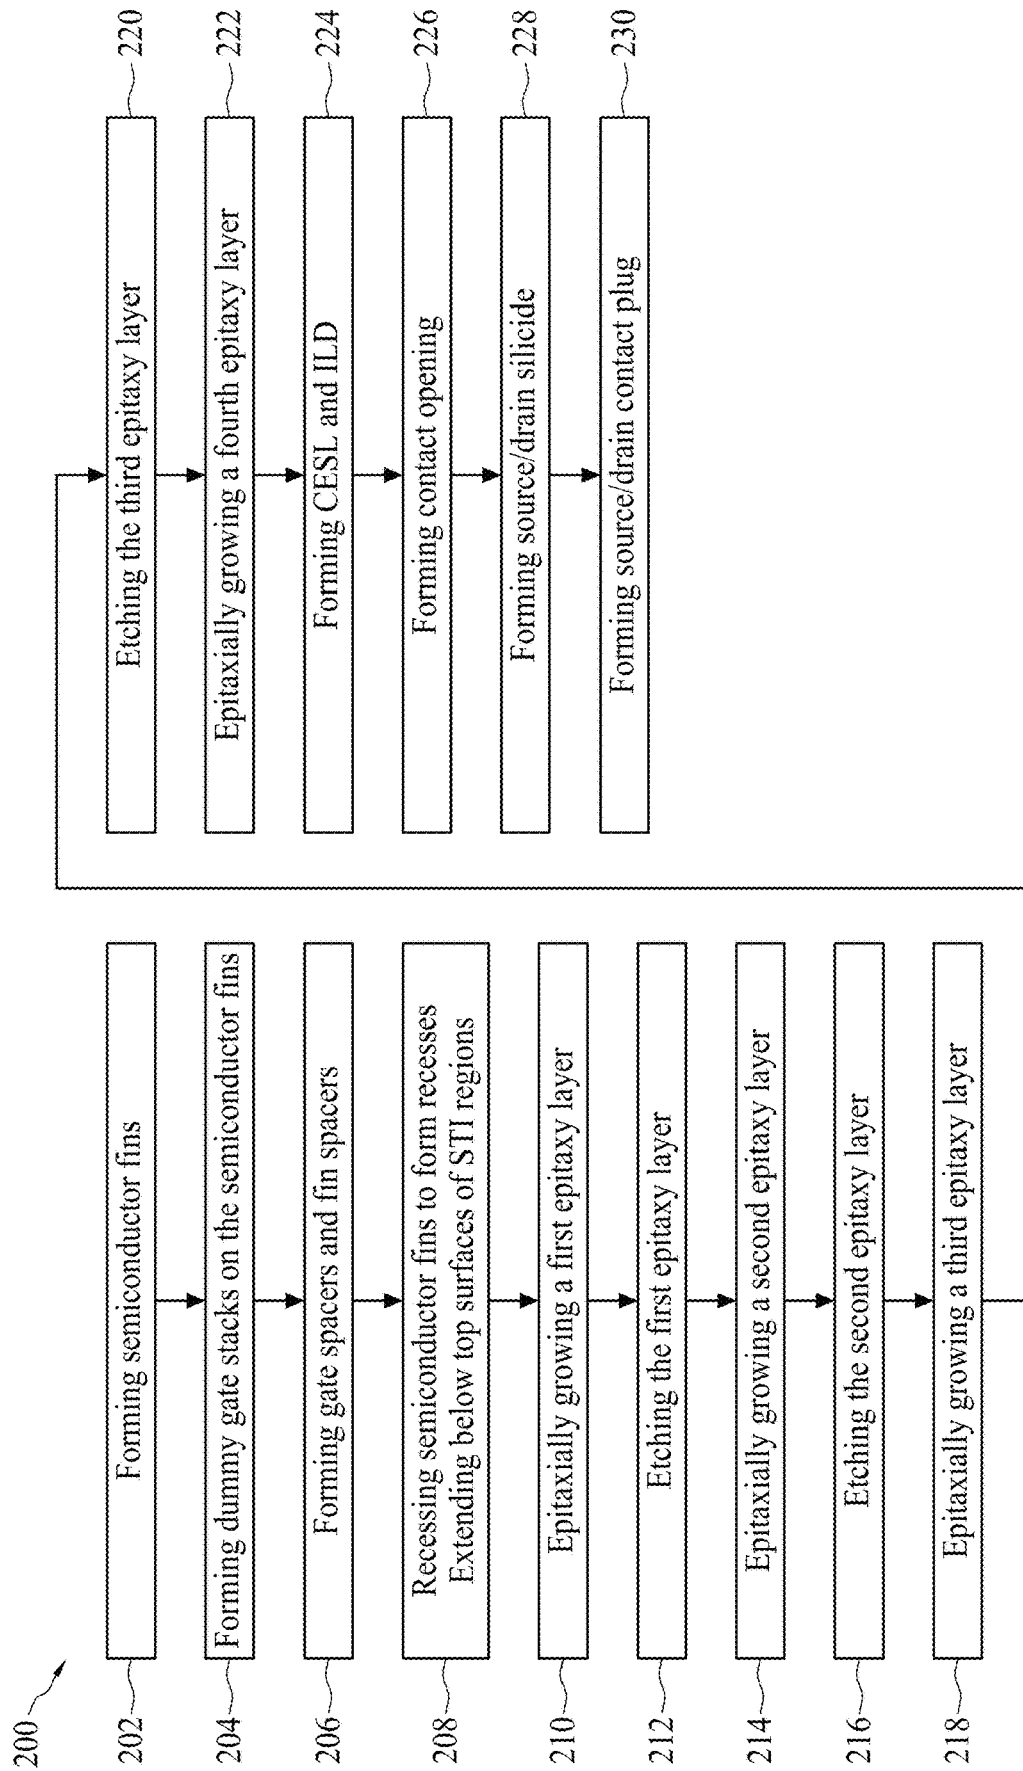 200
202
Forming semiconductor fins
204
Forming dummy gate stacks on the semiconductor fins
206
Forming gate spacers and fin spacers
208
Recessing semiconductor fins to form recesses
Extending below top surfaces of STI regions
210
Epitaxially growing a first epitaxy layer
212
Etching the first epitaxy layer
214
Epitaxially growing a second epitaxy layer
216
Etching the second epitaxy layer
218
Epitaxially growing a third epitaxy layer
Etching the third epitaxy layer
220
Epitaxially growing a fourth epitaxy layer
222
Forming CESL and ILD
224
Forming contact opening
226
Forming source/drain silicide
228
Forming source/drain contact plug
230